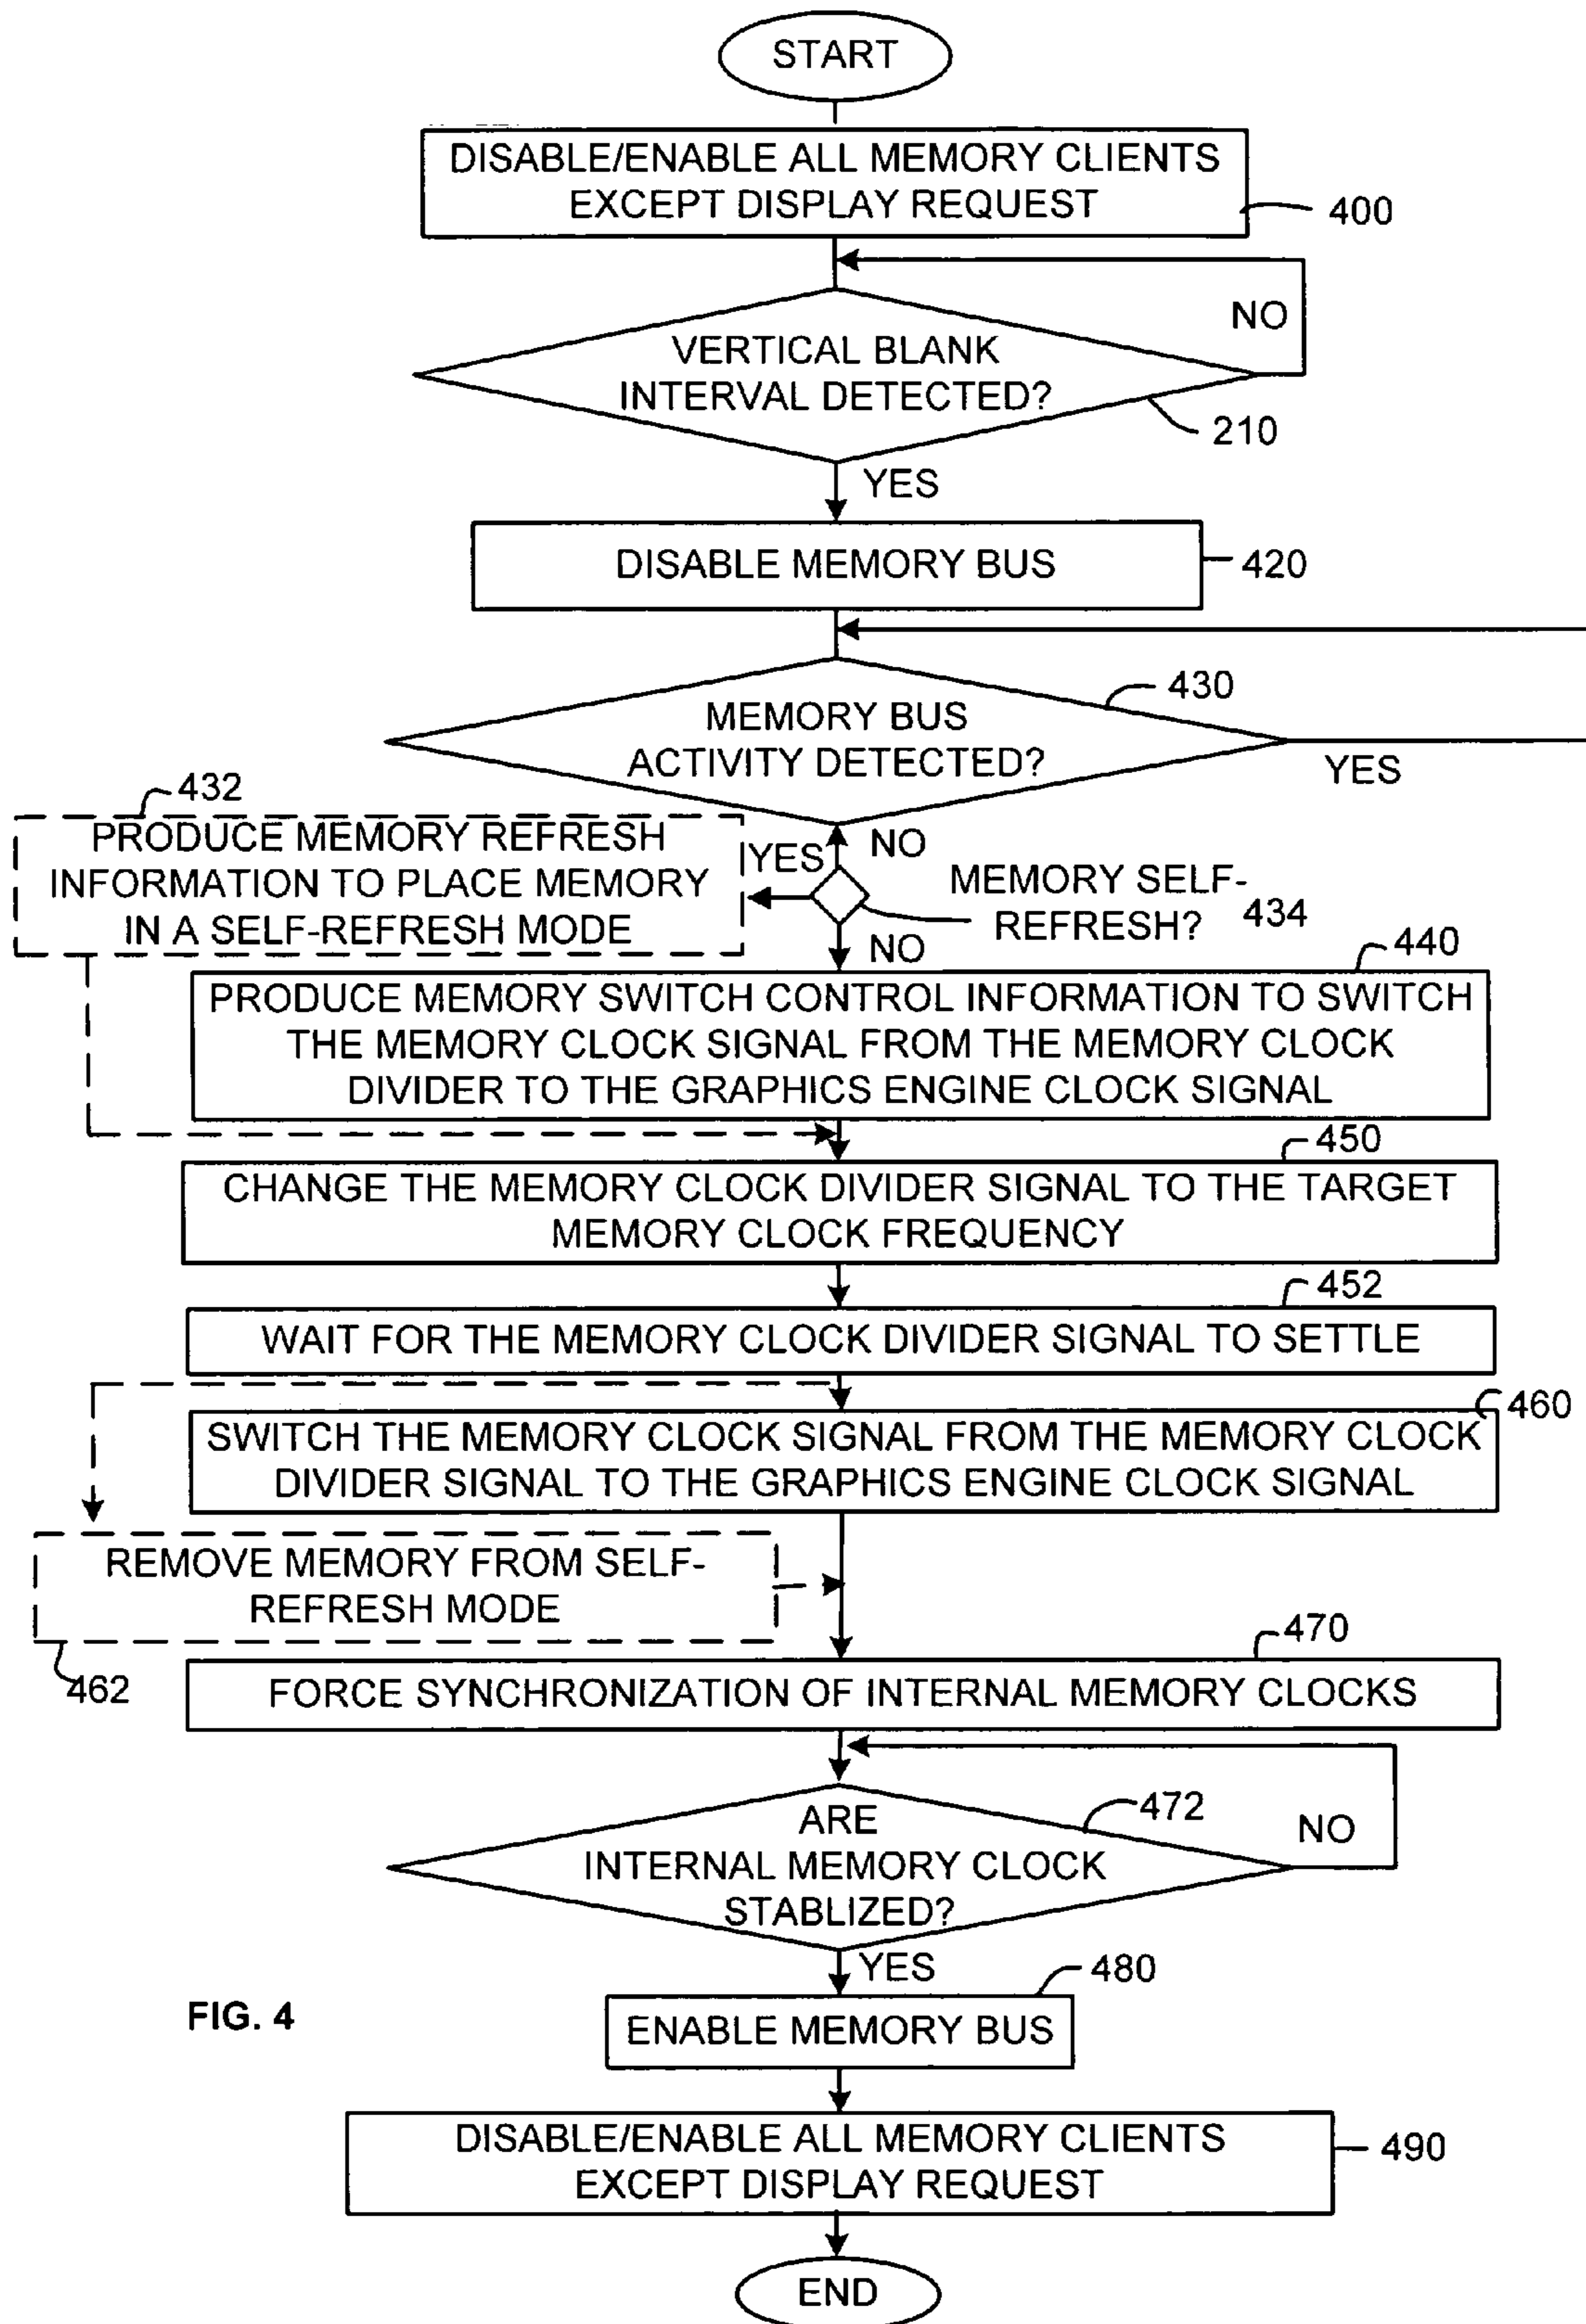 START
DISABLE/ENABLE ALL MEMORY CLIENTS
EXCEPT DISPLAY REQUEST
400
NO
VERTICAL BLANK
INTERVAL DETECTED?
210
YES
DISABLE MEMORY BUS
420
430
MEMORY BUS
ACTIVITY DETECTED?
YES
432
PRODUCE MEMORY REFRESH
INFORMATION TO PLACE MEMORY
IN A SELF-REFRESH MODE
YES
NO
MEMORY SELF-
REFRESH?
434
NO
440
PRODUCE MEMORY SWITCH CONTROL INFORMATION TO SWITCH
THE MEMORY CLOCK SIGNAL FROM THE MEMORY CLOCK
DIVIDER TO THE GRAPHICS ENGINE CLOCK SIGNAL
450
CHANGE THE MEMORY CLOCK DIVIDER SIGNAL TO THE TARGET
MEMORY CLOCK FREQUENCY
452
WAIT FOR THE MEMORY CLOCK DIVIDER SIGNAL TO SETTLE
460
SWITCH THE MEMORY CLOCK SIGNAL FROM THE MEMORY CLOCK
DIVIDER SIGNAL TO THE GRAPHICS ENGINE CLOCK SIGNAL
REMOVE MEMORY FROM SELF-
REFRESH MODE
462
470
FORCE SYNCHRONIZATION OF INTERNAL MEMORY CLOCKS
472
NO
ARE
INTERNAL MEMORY CLOCK
STABLIZED?
YES
480
FIG. 4
ENABLE MEMORY BUS
DISABLE/ENABLE ALL MEMORY CLIENTS
EXCEPT DISPLAY REQUEST
490
END